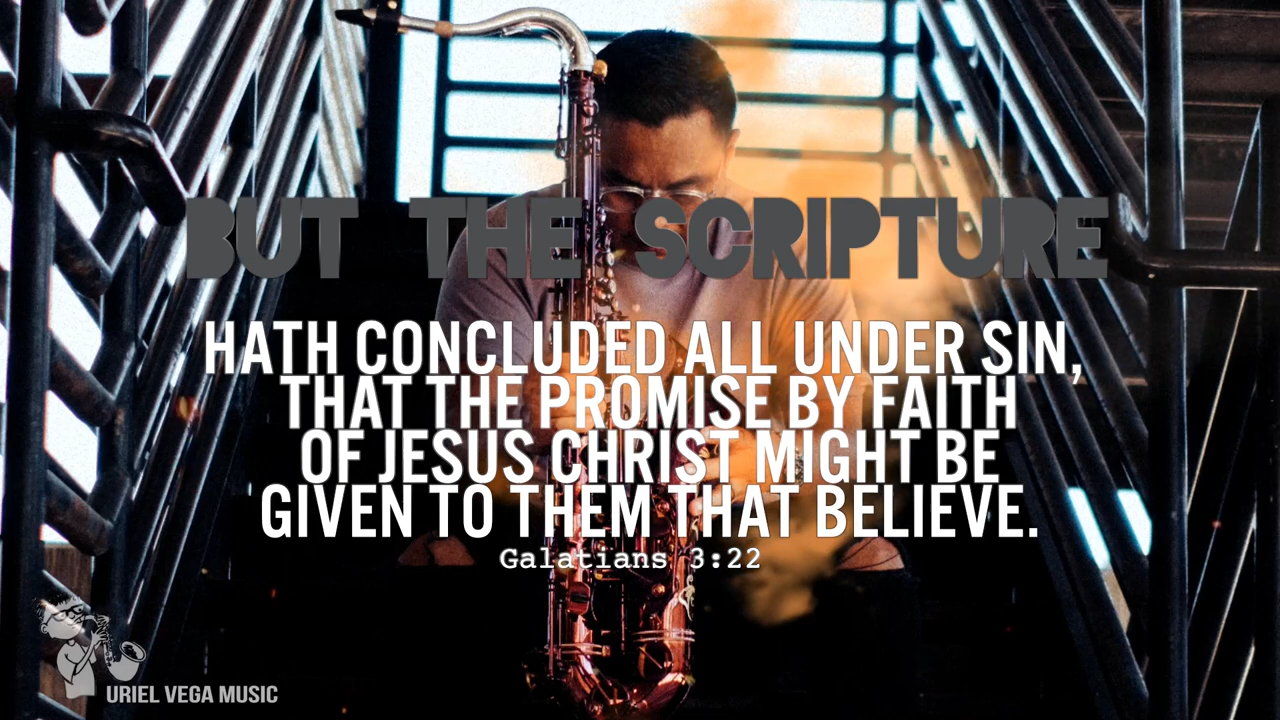 BUT THE SCRIPTURE
HATH CONCLUDED ALL UNDER SIN,
THAT THE PROMISE BY FAITH
OF JESUS CHRIST MIGHT BE
GIVEN TO THEM THAT BELIEVE.
Galatians 3:22
URIEL VEGA MUSIC